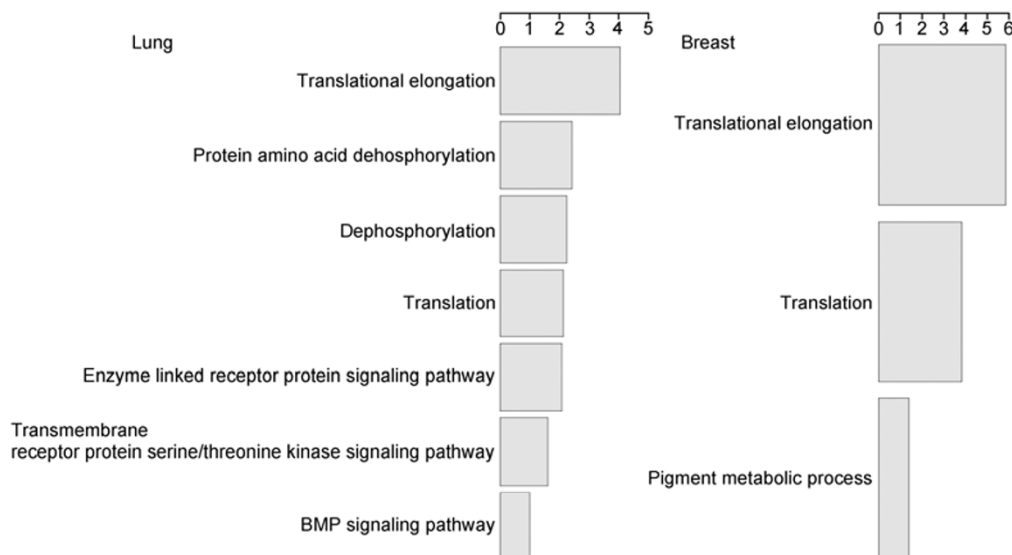 Lung
0 1 2 3 4 5
Translational elongation
Protein amino acid dehosphorylation
Dephosphorylation
Translation
Enzyme linked receptor protein signaling pathway
Transmembrane
receptor protein serine/threonine kinase signaling pathway
BMP signaling pathway
Breast
0 1 2 3 4 5 6
Translational elongation
Translation
Pigment metabolic process